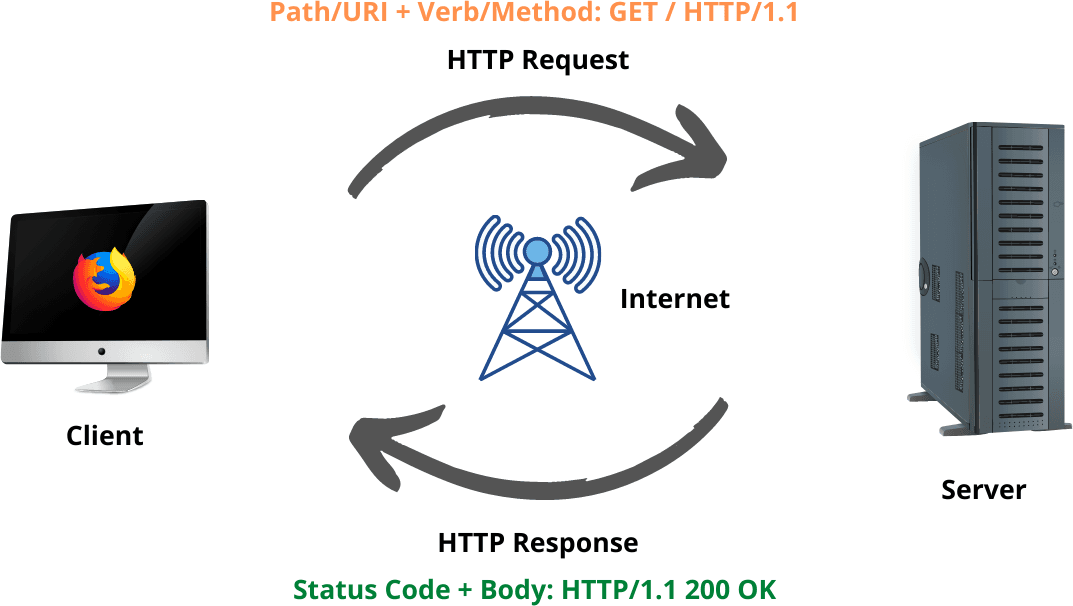 Path/URI + Verb/Method: GET / HTTP/1.1
HTTP Request
Internet
Client
Server
HTTP Response
Status Code + Body: HTTP/1.1 200 OK